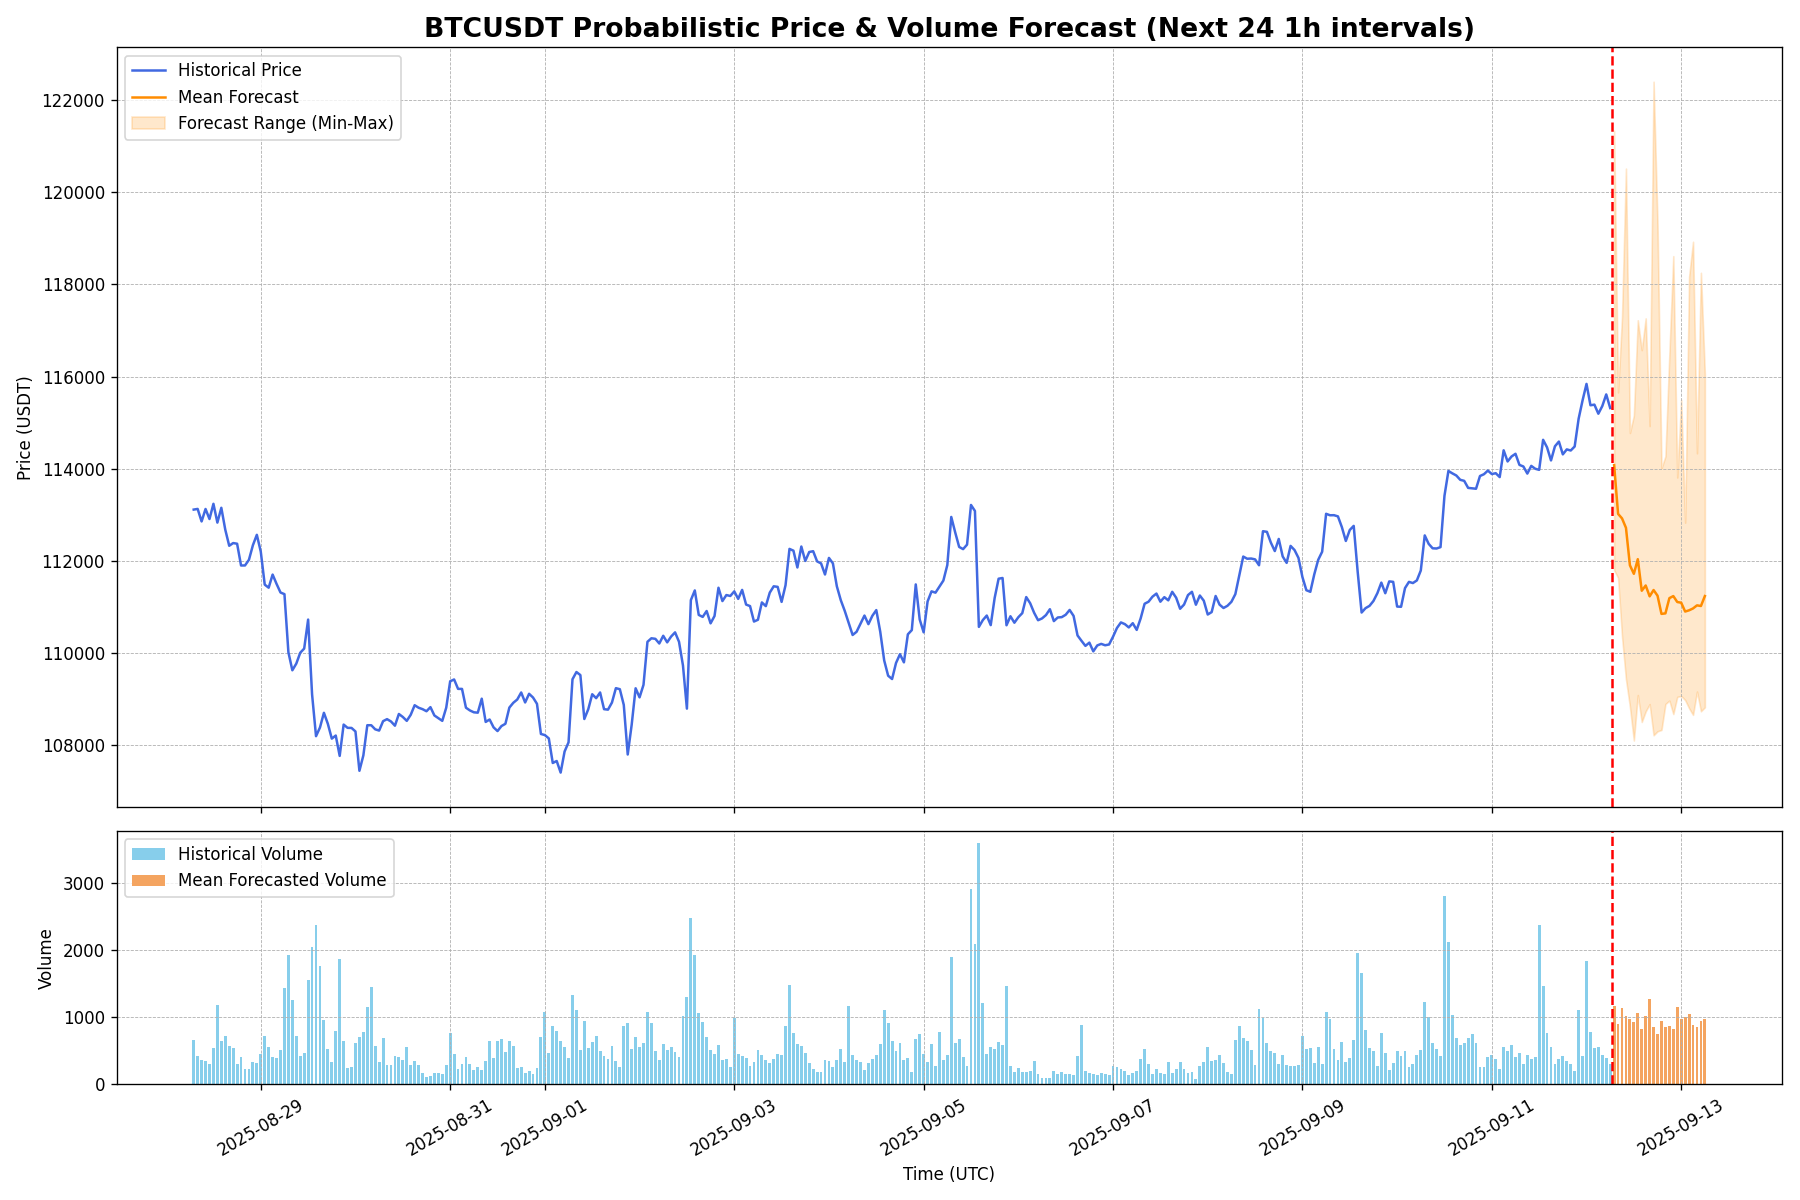 BTCUSDT Probabilistic Price & Volume Forecast (Next 24 1h intervals)
Historical Price
Mean Forecast
Forecast Range (Min-Max)
122000
120000
118000
116000
114000
112000
110000
108000
Price (USDT)
Historical Volume
Mean Forecasted Volume
3000
2000
1000
0
Volume
2025-08-29
2025-08-31
2025-09-01
2025-09-03
2025-09-05
2025-09-07
2025-09-09
2025-09-11
2025-09-13
Time (UTC)